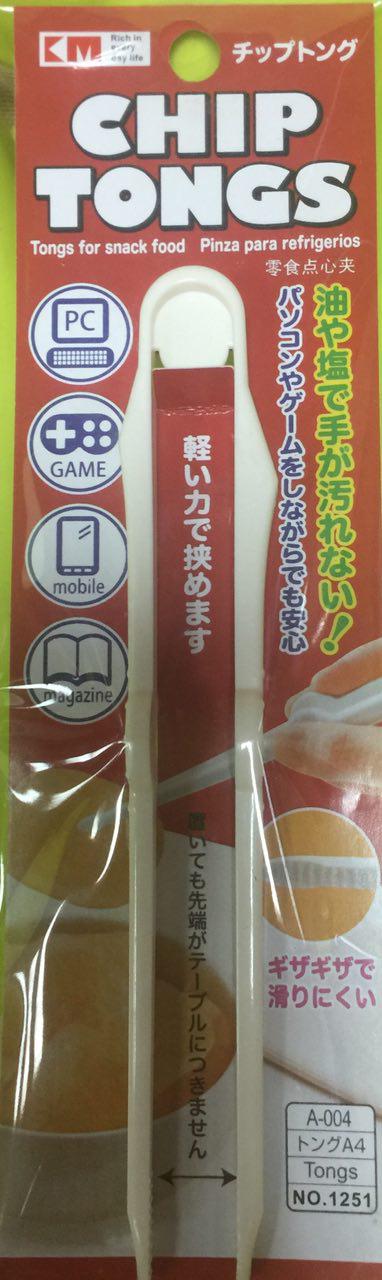 KM
Rich in
every
day life
チップトング
CHIP
TONGS
Tongs for snack food Pinza para refrigerios
零食点心夹
油や塩で手が汚れない!
パソコンやゲームをしながらでも安心
PC
GAME
mobile
magazine
軽い力で挟めます
置いても先端がテーブルにつきません
ギザギザで
滑りにくい
A-004
トングA4
Tongs
NO.1251